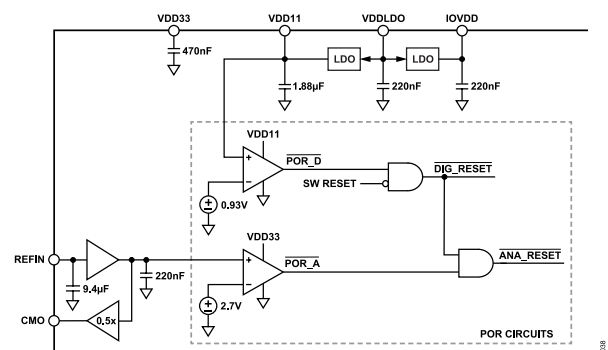 VDD33 VDD11 VDDLDO IOVDD
470nF
LDO LDO
1.88µF 220nF 220nF
VDD11
+ POR_D DIG_RESET
SW RESET
−
0.93V
VDD33
REFIN + POR_A ANA_RESET
220nF
9.4µF −
2.7V
CMO 0.5x
POR CIRCUITS
038